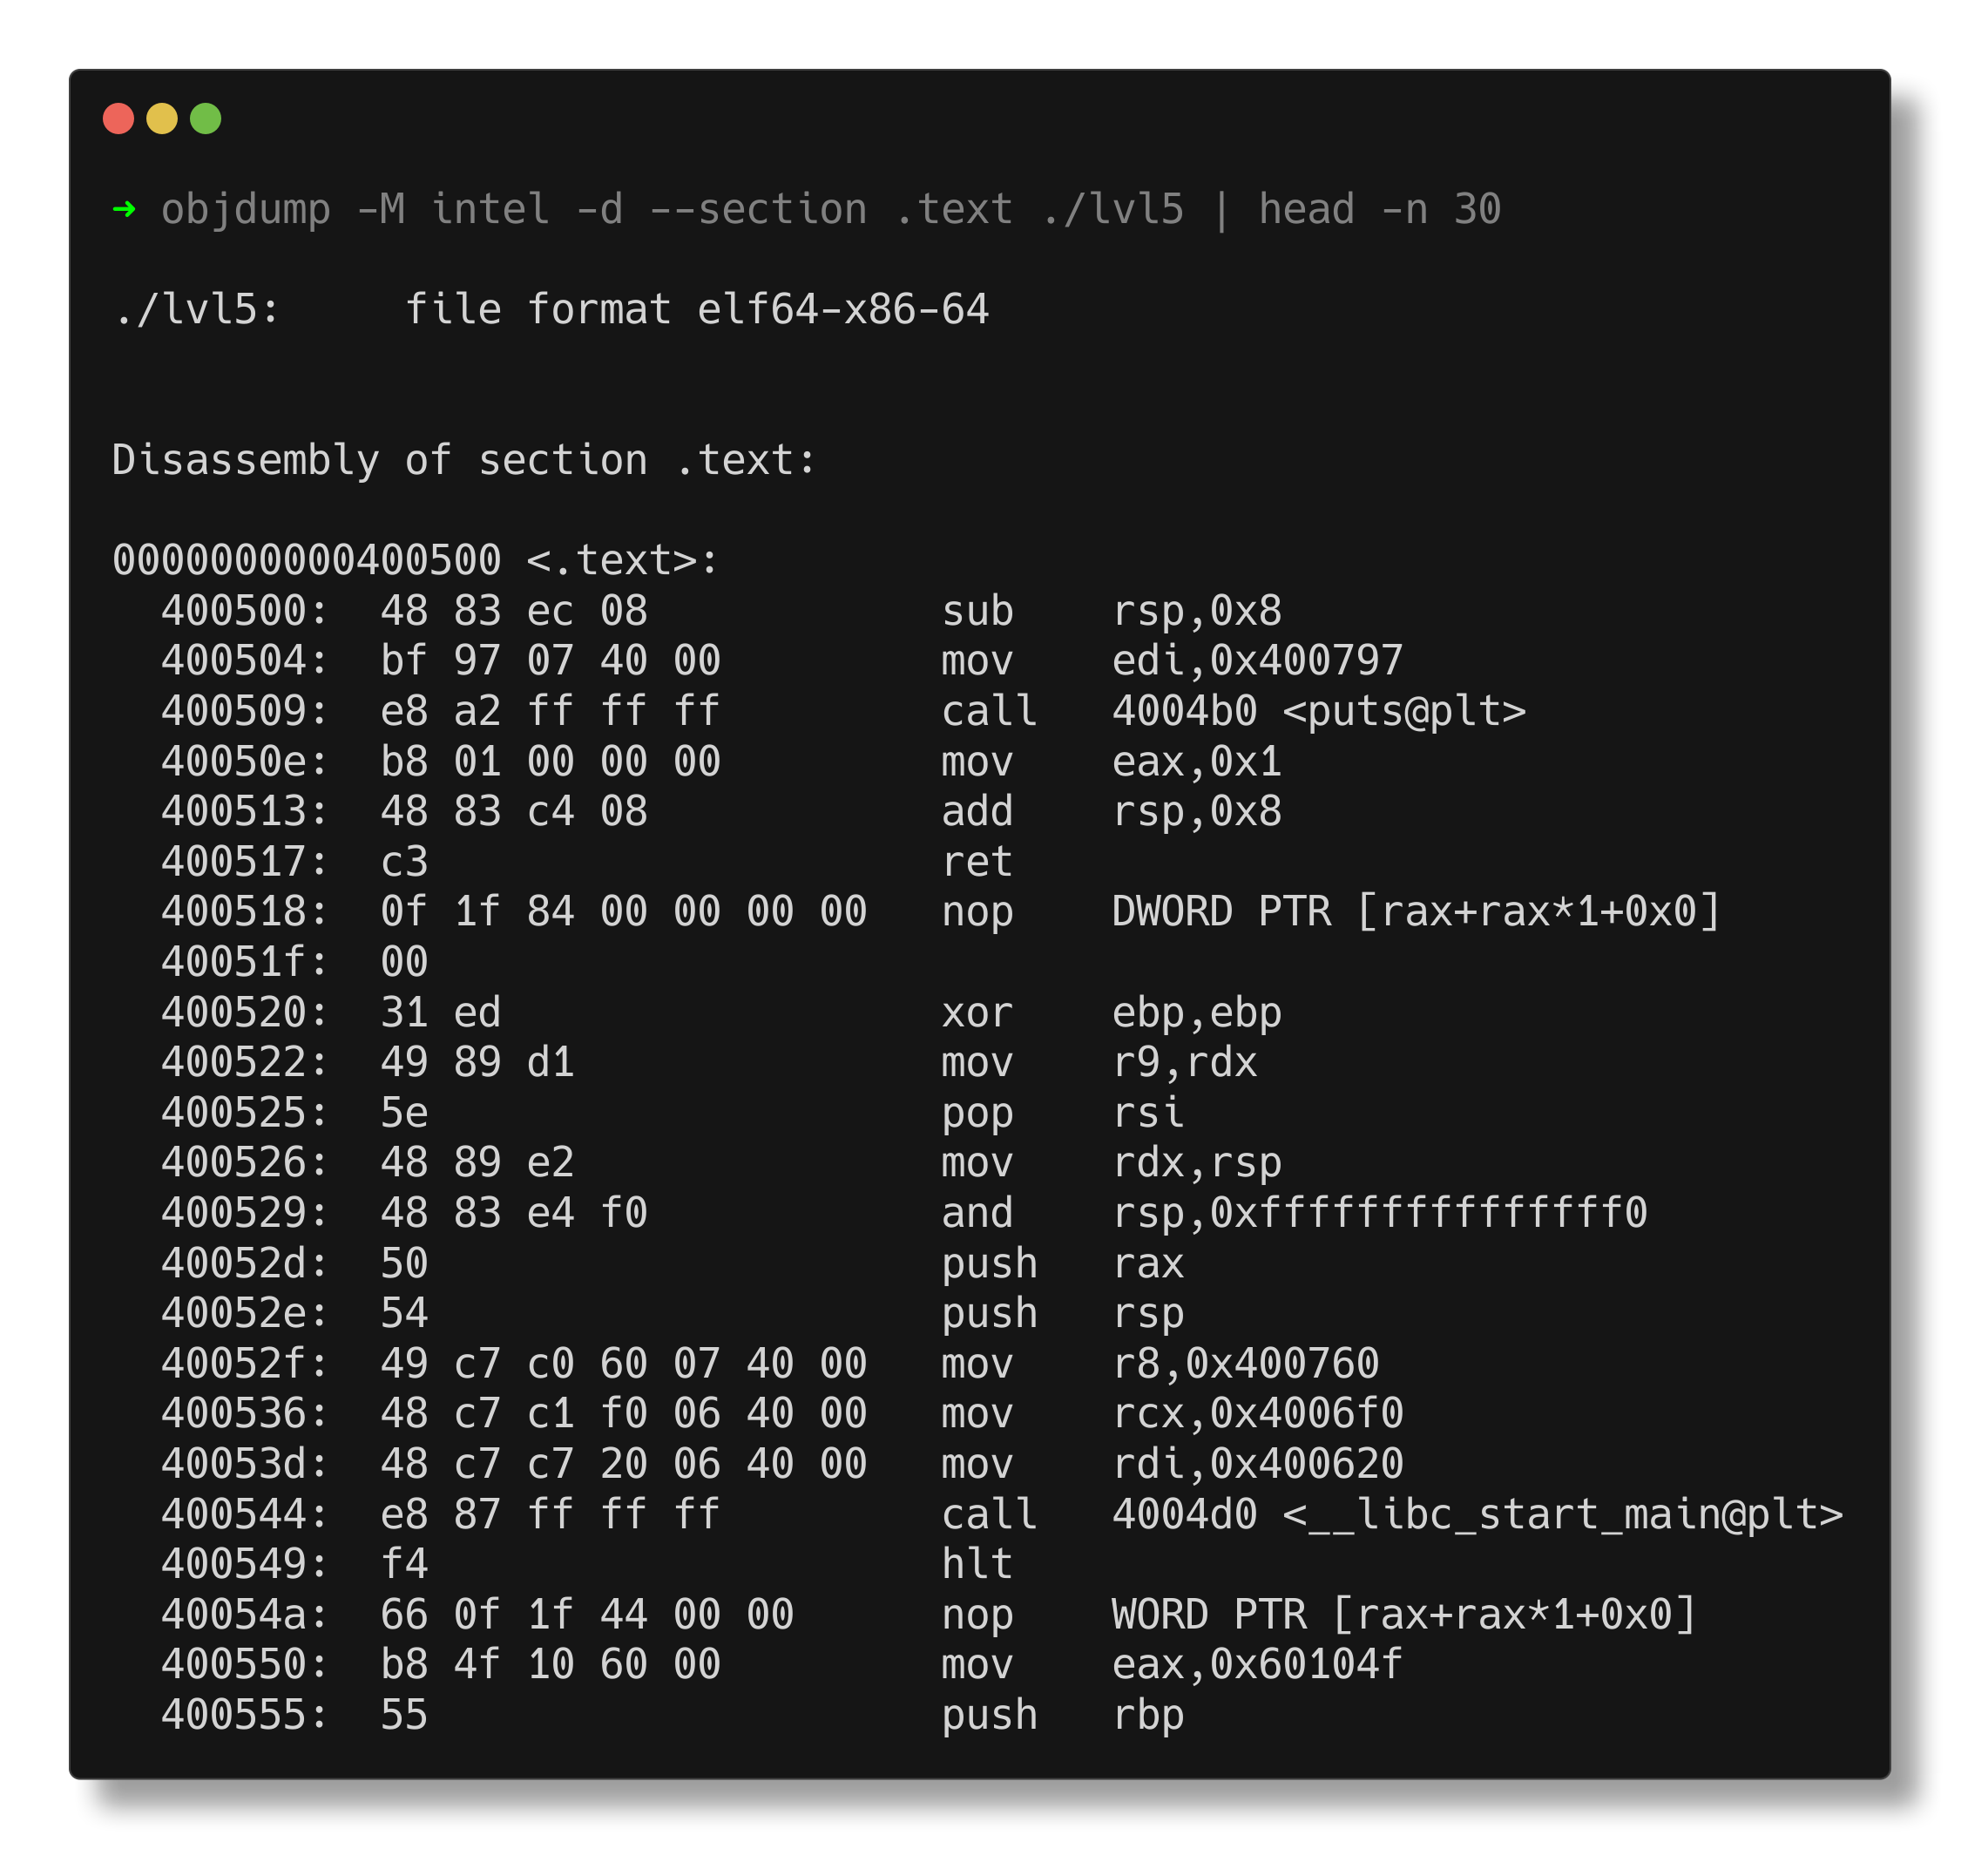 ➜ objdump -M intel -d --section .text ./lvl5 | head -n 30
./lvl5:     file format elf64-x86-64
Disassembly of section .text:
0000000000400500 <.text>:
  400500:  48 83 ec 08            sub    rsp,0x8
  400504:  bf 97 07 40 00         mov    edi,0x400797
  400509:  e8 a2 ff ff ff         call   4004b0 <puts@plt>
  40050e:  b8 01 00 00 00         mov    eax,0x1
  400513:  48 83 c4 08            add    rsp,0x8
  400517:  c3                     ret
  400518:  0f 1f 84 00 00 00 00   nop    DWORD PTR [rax+rax*1+0x0]
  40051f:  00
  400520:  31 ed                  xor    ebp,ebp
  400522:  49 89 d1               mov    r9,rdx
  400525:  5e                     pop    rsi
  400526:  48 89 e2               mov    rdx,rsp
  400529:  48 83 e4 f0            and    rsp,0xfffffffffffffff0
  40052d:  50                     push   rax
  40052e:  54                     push   rsp
  40052f:  49 c7 c0 60 07 40 00   mov    r8,0x400760
  400536:  48 c7 c1 f0 06 40 00   mov    rcx,0x4006f0
  40053d:  48 c7 c7 20 06 40 00   mov    rdi,0x400620
  400544:  e8 87 ff ff ff         call   4004d0 <__libc_start_main@plt>
  400549:  f4                     hlt
  40054a:  66 0f 1f 44 00 00      nop    WORD PTR [rax+rax*1+0x0]
  400550:  b8 4f 10 60 00         mov    eax,0x60104f
  400555:  55                     push   rbp